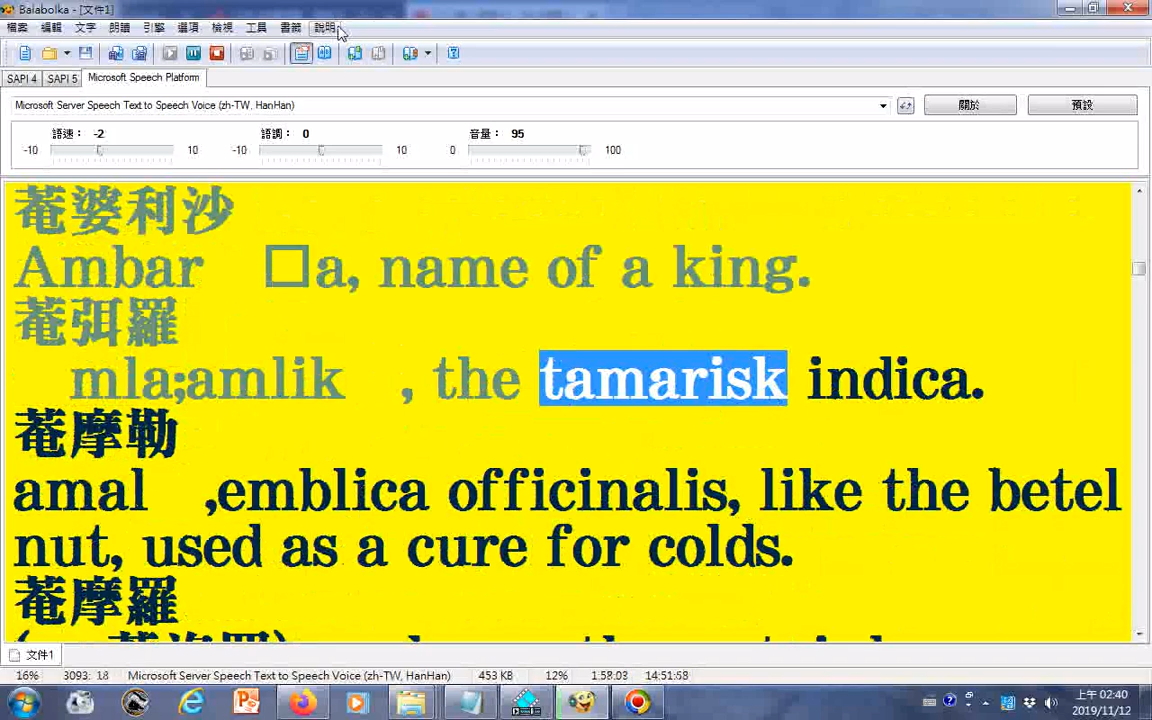 Balabolka - [文件1]
檔案 編輯 文字 朗讀 引擎 選項 檢視 工具 書籤 說明
SAPI 4 SAPI 5 Microsoft Speech Platform
Microsoft Server Speech Text to Speech Voice (zh-TW, HanHan) 關於 預設
語速： -2 語調： 0 音量： 95
-10 10 -10 10 0 100
菴婆利沙
Ambar □a, name of a king.
菴弭羅
mla;amlik , the tamarisk indica.
菴摩勒
amal ,emblica officinalis, like the betel
nut, used as a cure for colds.
菴摩羅
文件1
16% 3093: 18 Microsoft Server Speech Text to Speech Voice (zh-TW, HanHan) 453 KB 12% 1:58:03 14:51:58
上午 02:40
2019/11/12